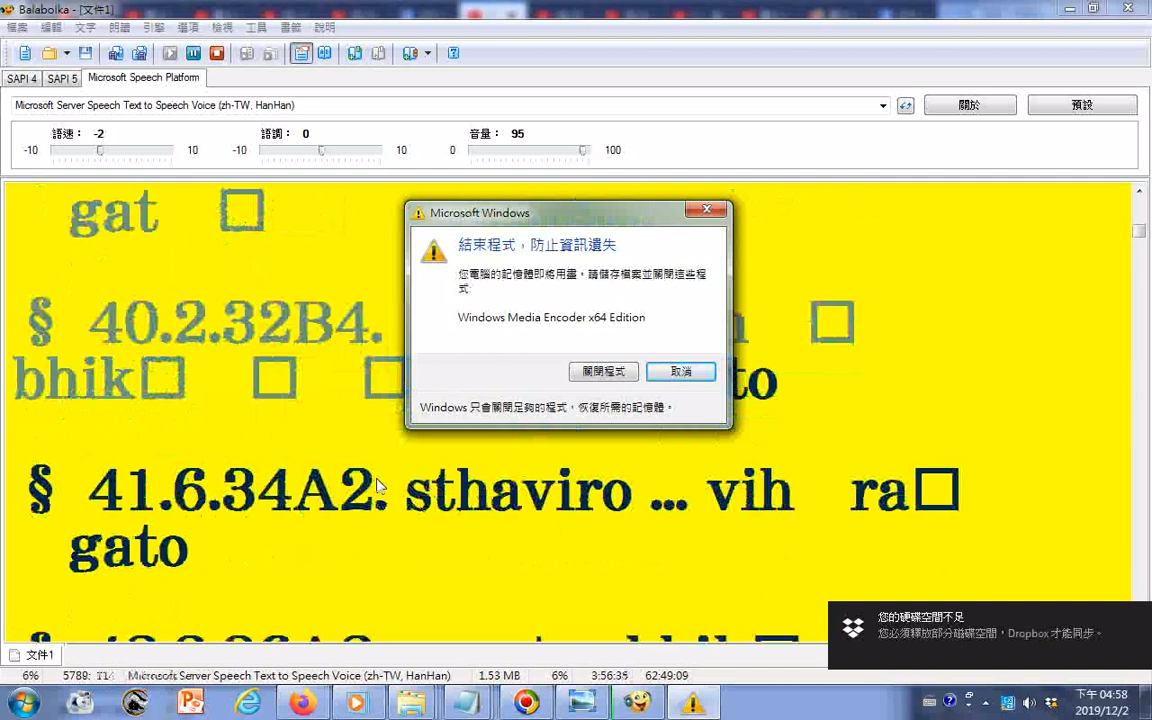 Balabolka - [文件1]
檔案 編輯 文字 朗讀 引擎 選項 檢視 工具 書籤 說明
SAPI 4 SAPI 5 Microsoft Speech Platform
Microsoft Server Speech Text to Speech Voice (zh-TW, HanHan)
關於 預設
語速： -2 語調： 0 音量： 95
-10 10 -10 10 0 100
gat □
§ 40.2.32B4. □
bhik□ □ □ to
§ 41.6.34A2. sthaviro ... vih ra□
gato
Microsoft Windows
結束程式，防止資訊遺失
您電腦的記憶體即將用盡。請儲存檔案並關閉這些程
式:
Windows Media Encoder x64 Edition
關閉程式 取消
Windows 只會關閉足夠的程式，恢復所需的記憶體。
您的硬碟空間不足
您必須釋放部分磁碟空間，Dropbox 才能同步。
文件1
6% 5789: Microsoft Server Speech Text to Speech Voice (zh-TW, HanHan) 1.53 MB 6% 3:56:35 62:49:09
下午 04:58
2019/12/2